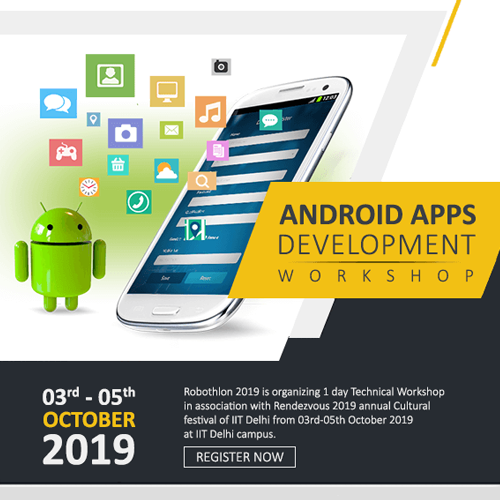 12:03
ANDROID APPS
DEVELOPMENT
WORKSHOP
03rd - 05th
OCTOBER
2019
Robothlon 2019 is organizing 1 day Technical Workshop
in association with Rendezvous 2019 annual Cultural
festival of IIT Delhi from 03rd-05th October 2019
at IIT Delhi campus.
REGISTER NOW